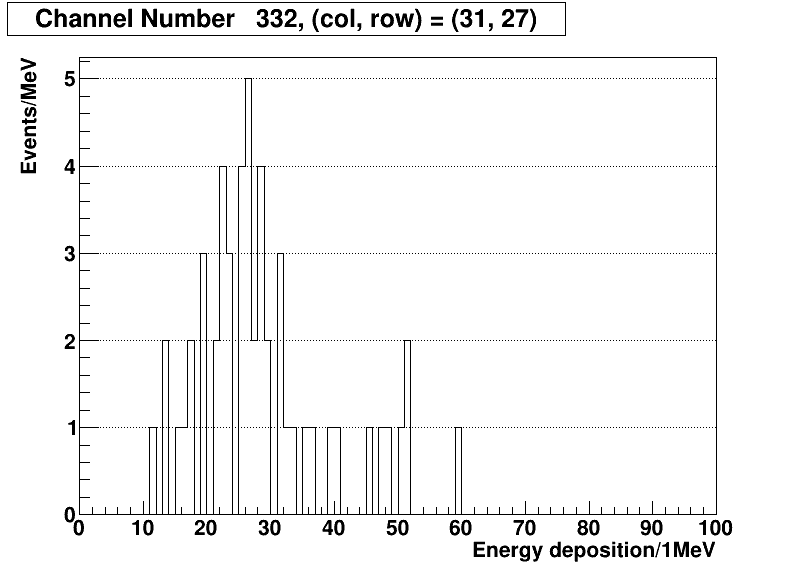 Channel Number   332, (col, row) = (31, 27)
Events/MeV
5
4
3
2
1
0
0 10 20 30 40 50 60 70 80 90 100
Energy deposition/1MeV